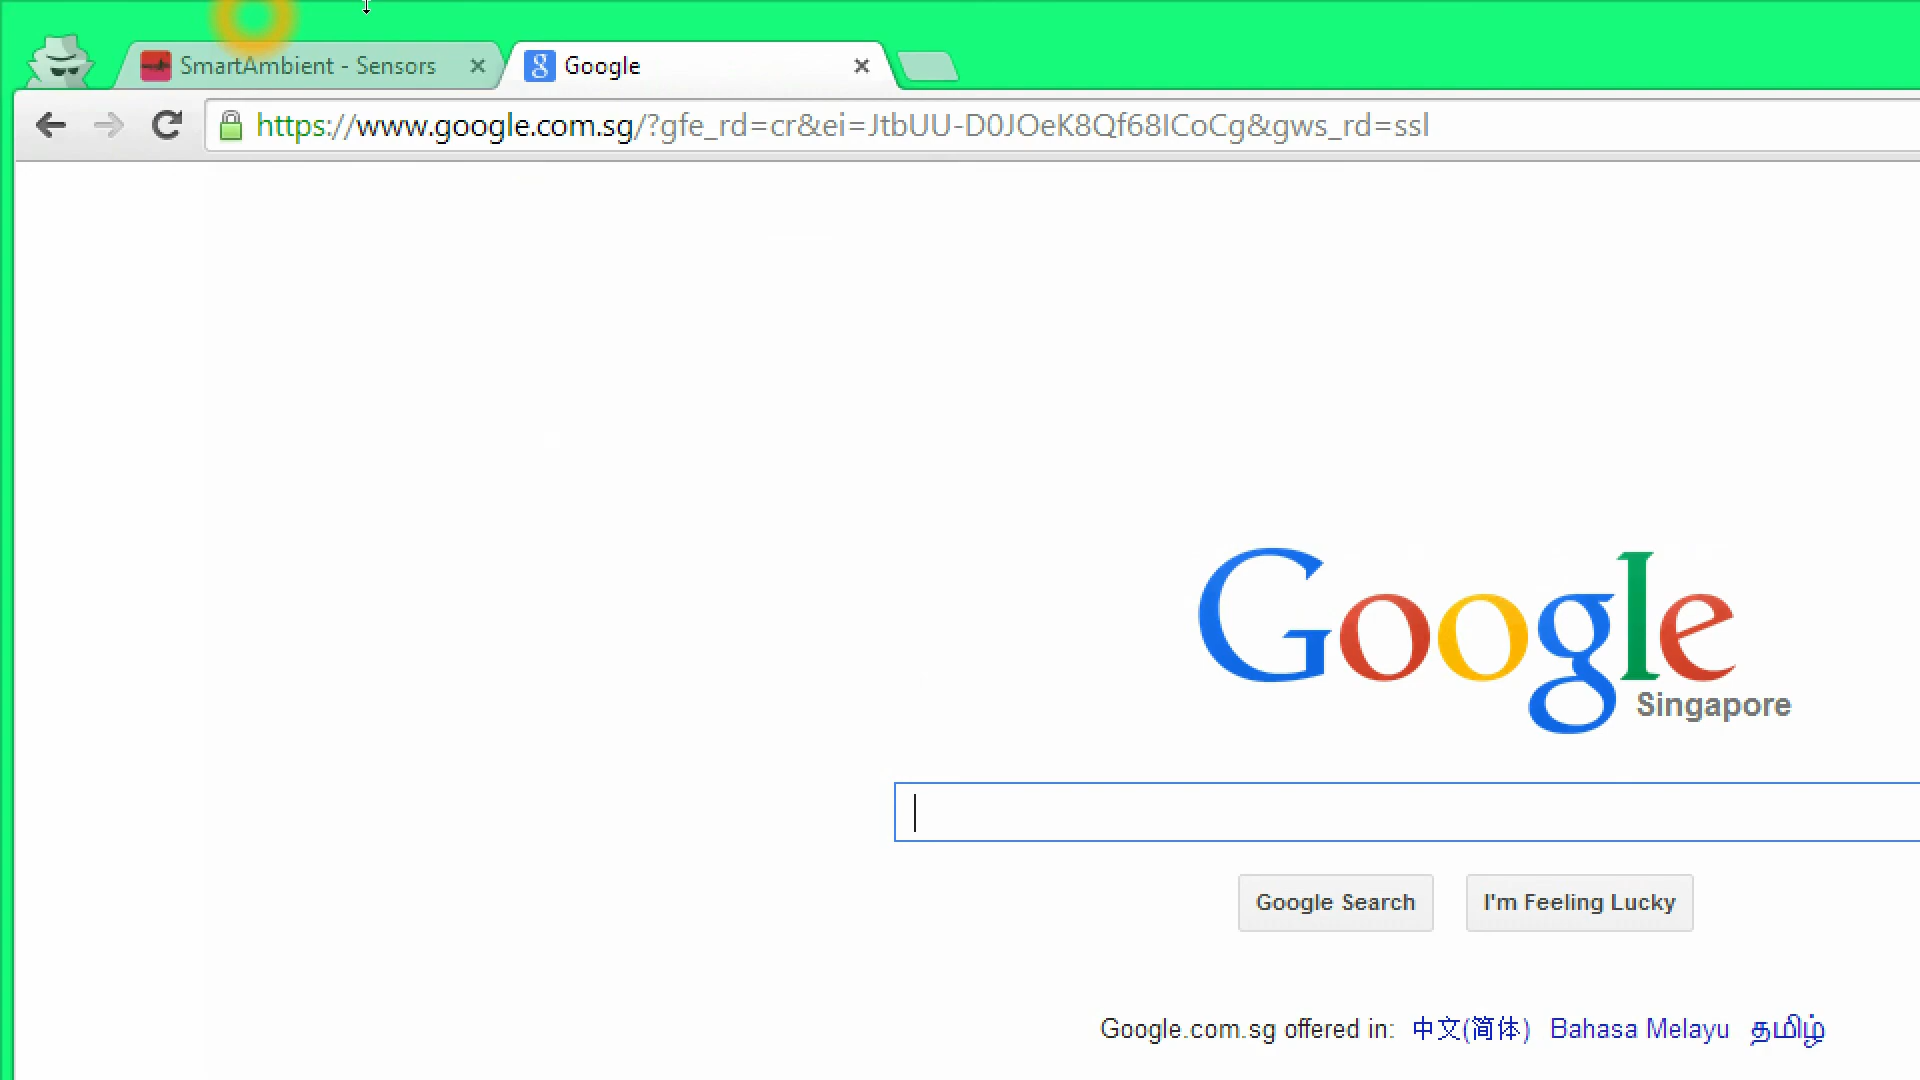 SmartAmbient - Sensors
Google
https://www.google.com.sg/?gfe_rd=cr&ei=JtbUU-D0JOeK8Qf68ICoCg&gws_rd=ssl
Google
Singapore
Google Search I'm Feeling Lucky
Google.com.sg offered in: 中文(简体) Bahasa Melayu தமிழ்